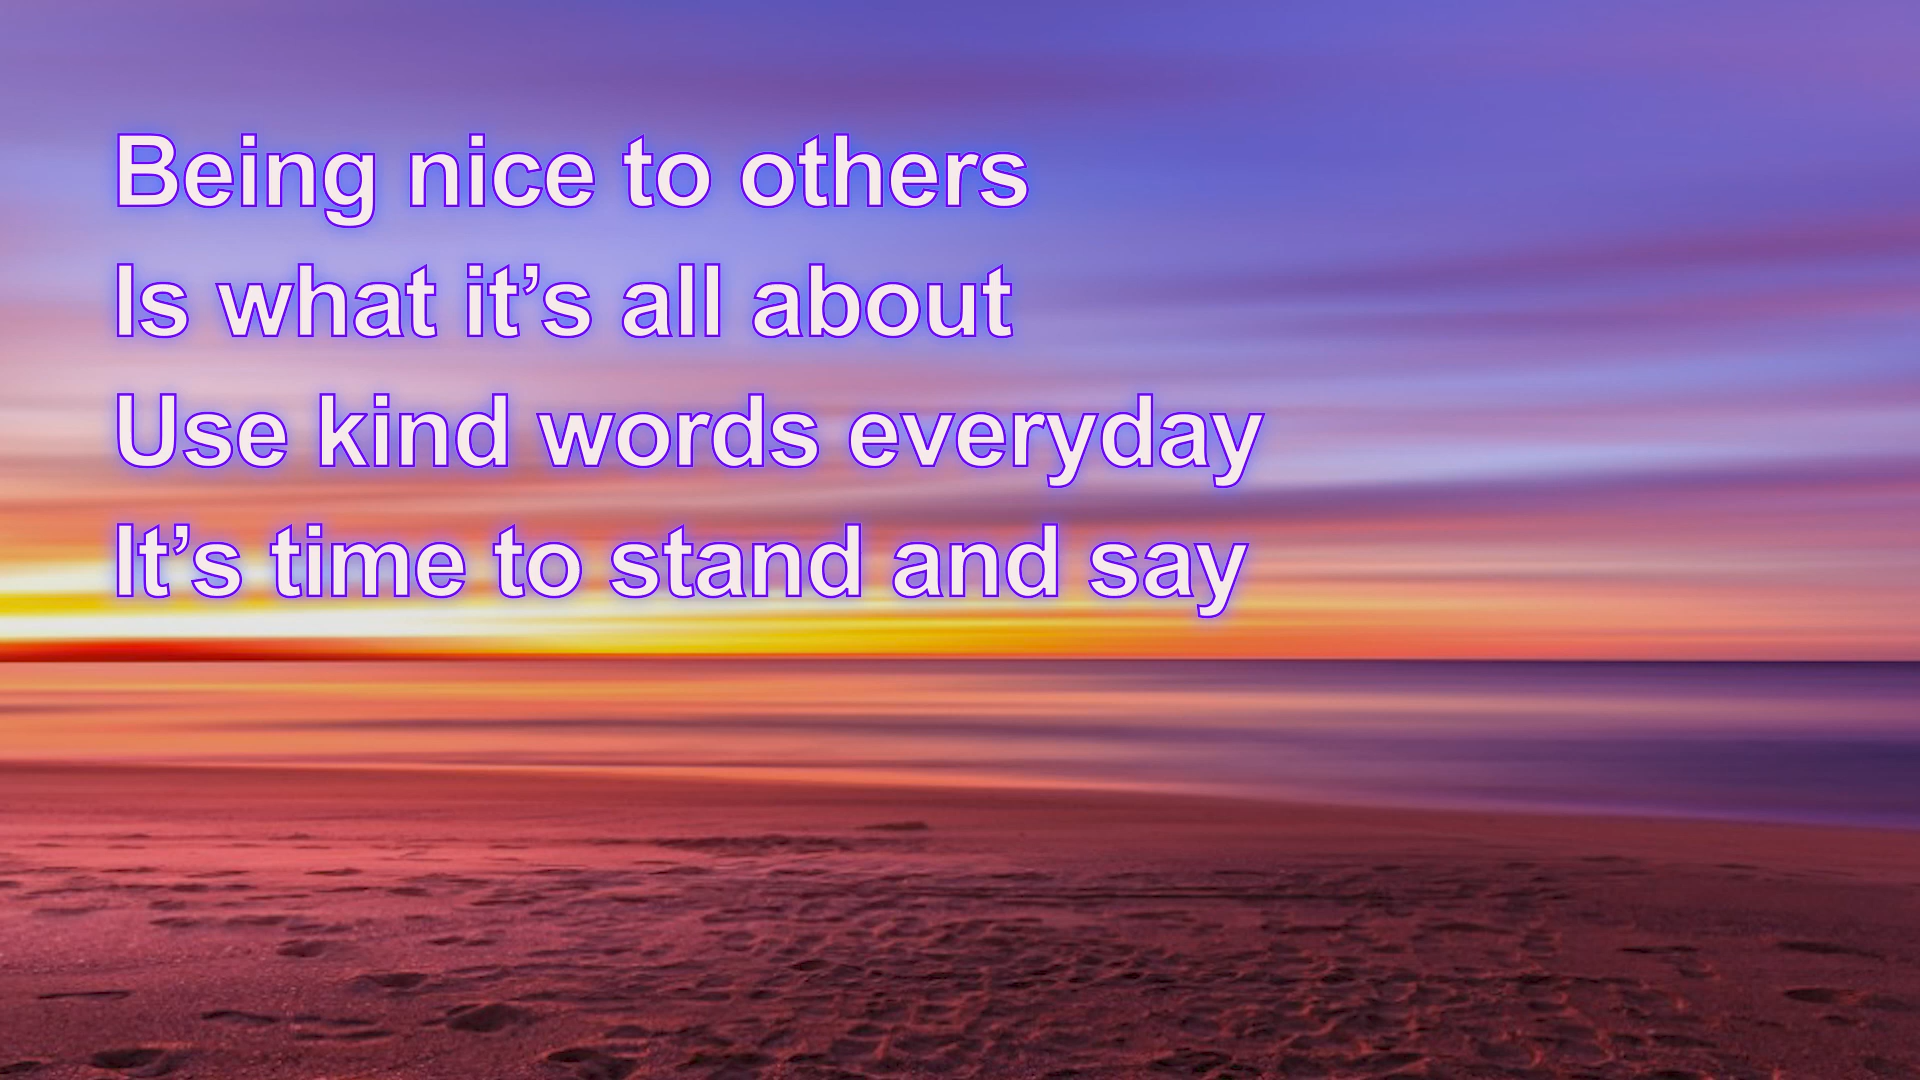 Being nice to others
Is what it’s all about
Use kind words everyday
It’s time to stand and say